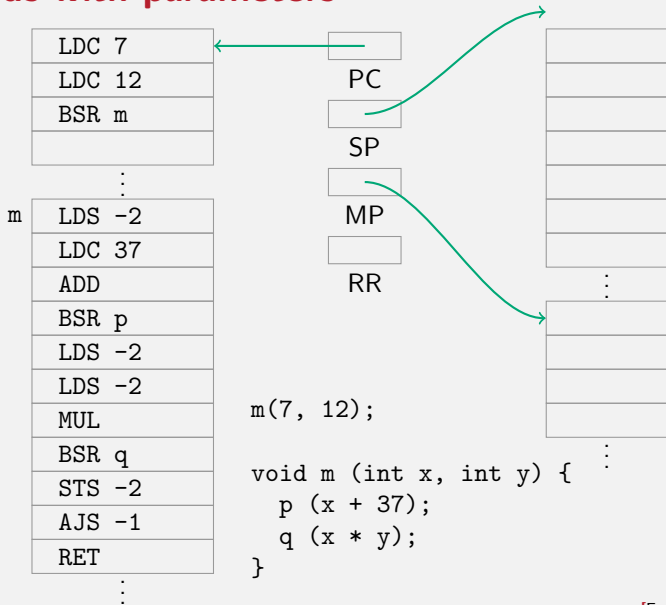 LDC 7
LDC 12
BSR m
PC
SP
MP
RR
m
LDS -2
LDC 37
ADD
BSR p
LDS -2
LDS -2
MUL
BSR q
STS -2
AJS -1
RET
m(7, 12);
void m (int x, int y) {
p (x + 37);
q (x * y);
}